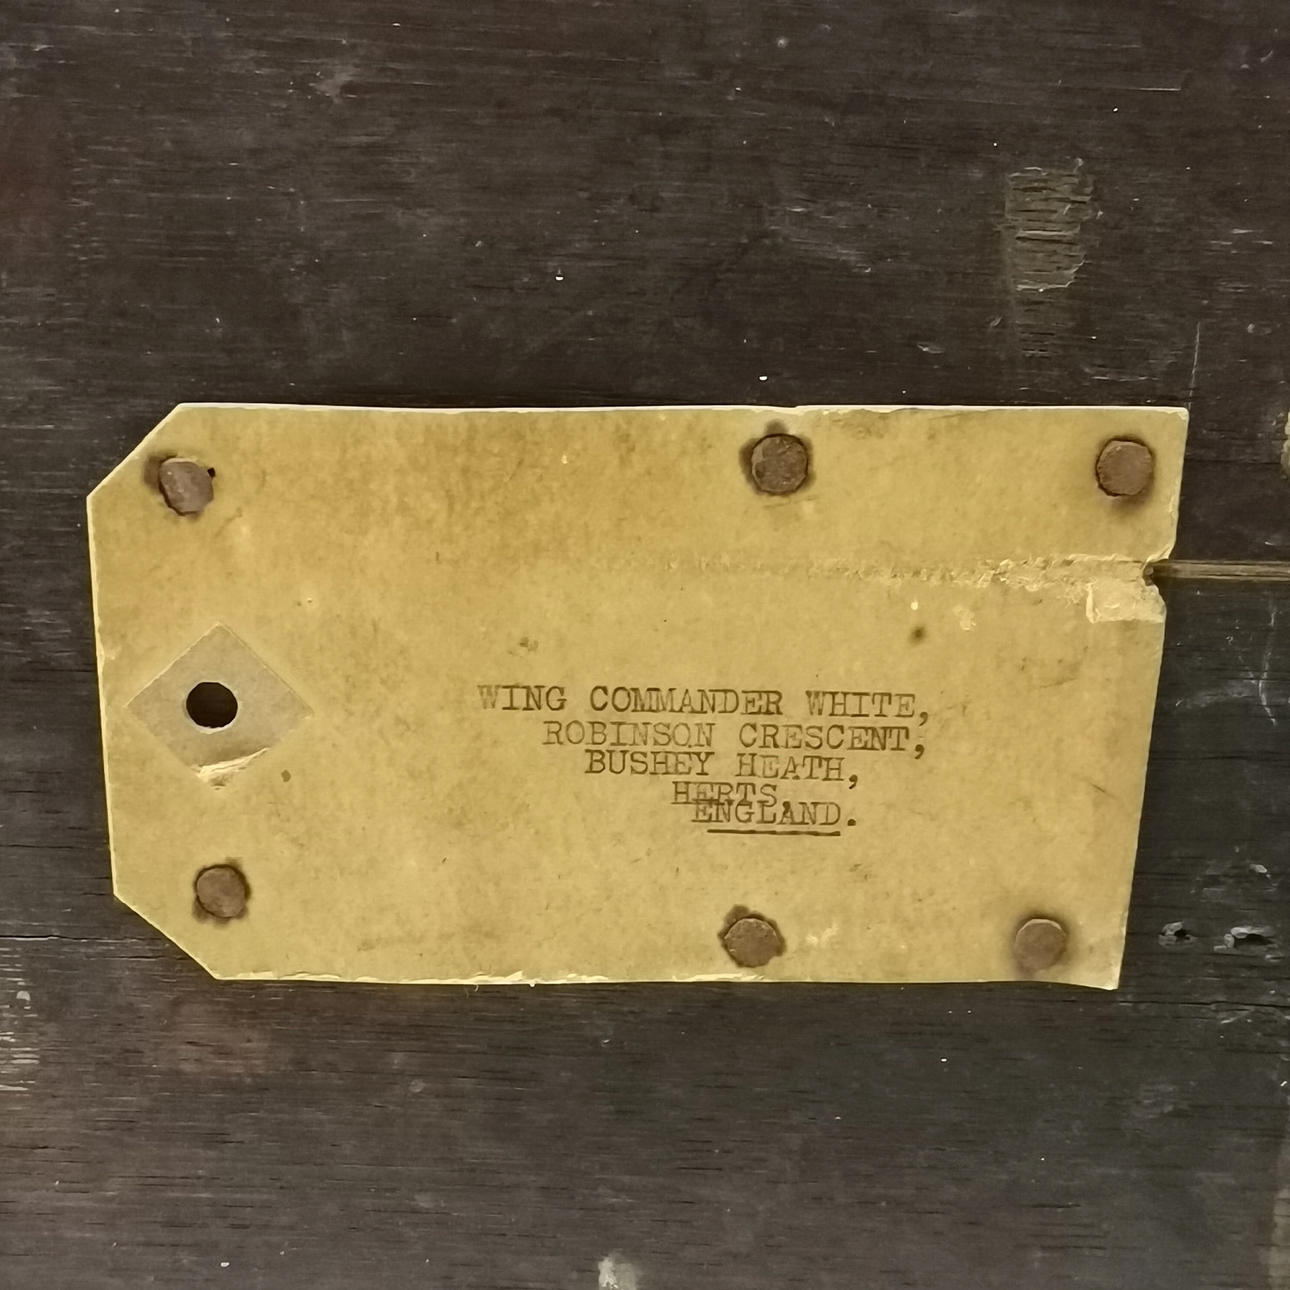 WING COMMANDER WHITE,
ROBINSON CRESCENT,
BUSHEY HEATH,
HERTS,
ENGLAND.